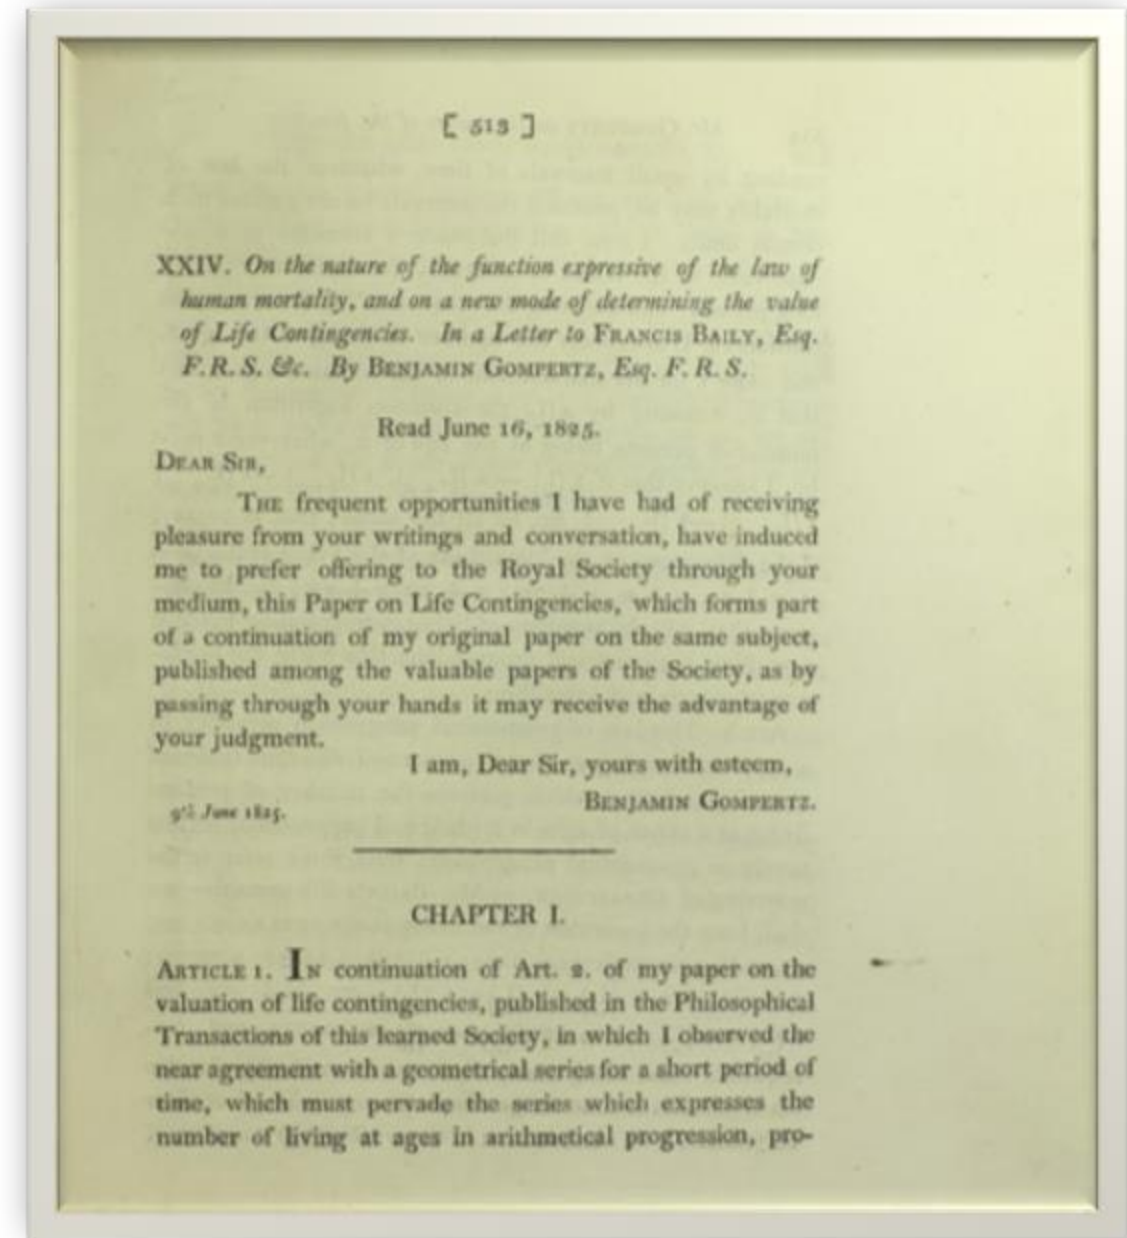 [ 513 ]
XXIV. On the nature of the function expressive of the law of
human mortality, and on a new mode of determining the value
of Life Contingencies. In a Letter to FRANCIS BAILY, Esq.
F.R.S. &c. By BENJAMIN GOMPERTZ, Esq. F.R.S.
Read June 16, 1825.
DEAR SIR,
THE frequent opportunities I have had of receiving
pleasure from your writings and conversation, have induced
me to prefer offering to the Royal Society through your
medium, this Paper on Life Contingencies, which forms part
of a continuation of my original paper on the same subject,
published among the valuable papers of the Society, as by
passing through your hands it may receive the advantage of
your judgment.
I am, Dear Sir, yours with esteem,
BENJAMIN GOMPERTZ.
9th June 1825.
CHAPTER I.
ARTICLE 1. IN continuation of Art. 2. of my paper on the
valuation of life contingencies, published in the Philosophical
Transactions of this learned Society, in which I observed the
near agreement with a geometrical series for a short period of
time, which must pervade the series which expresses the
number of living at ages in arithmetical progression, pro-